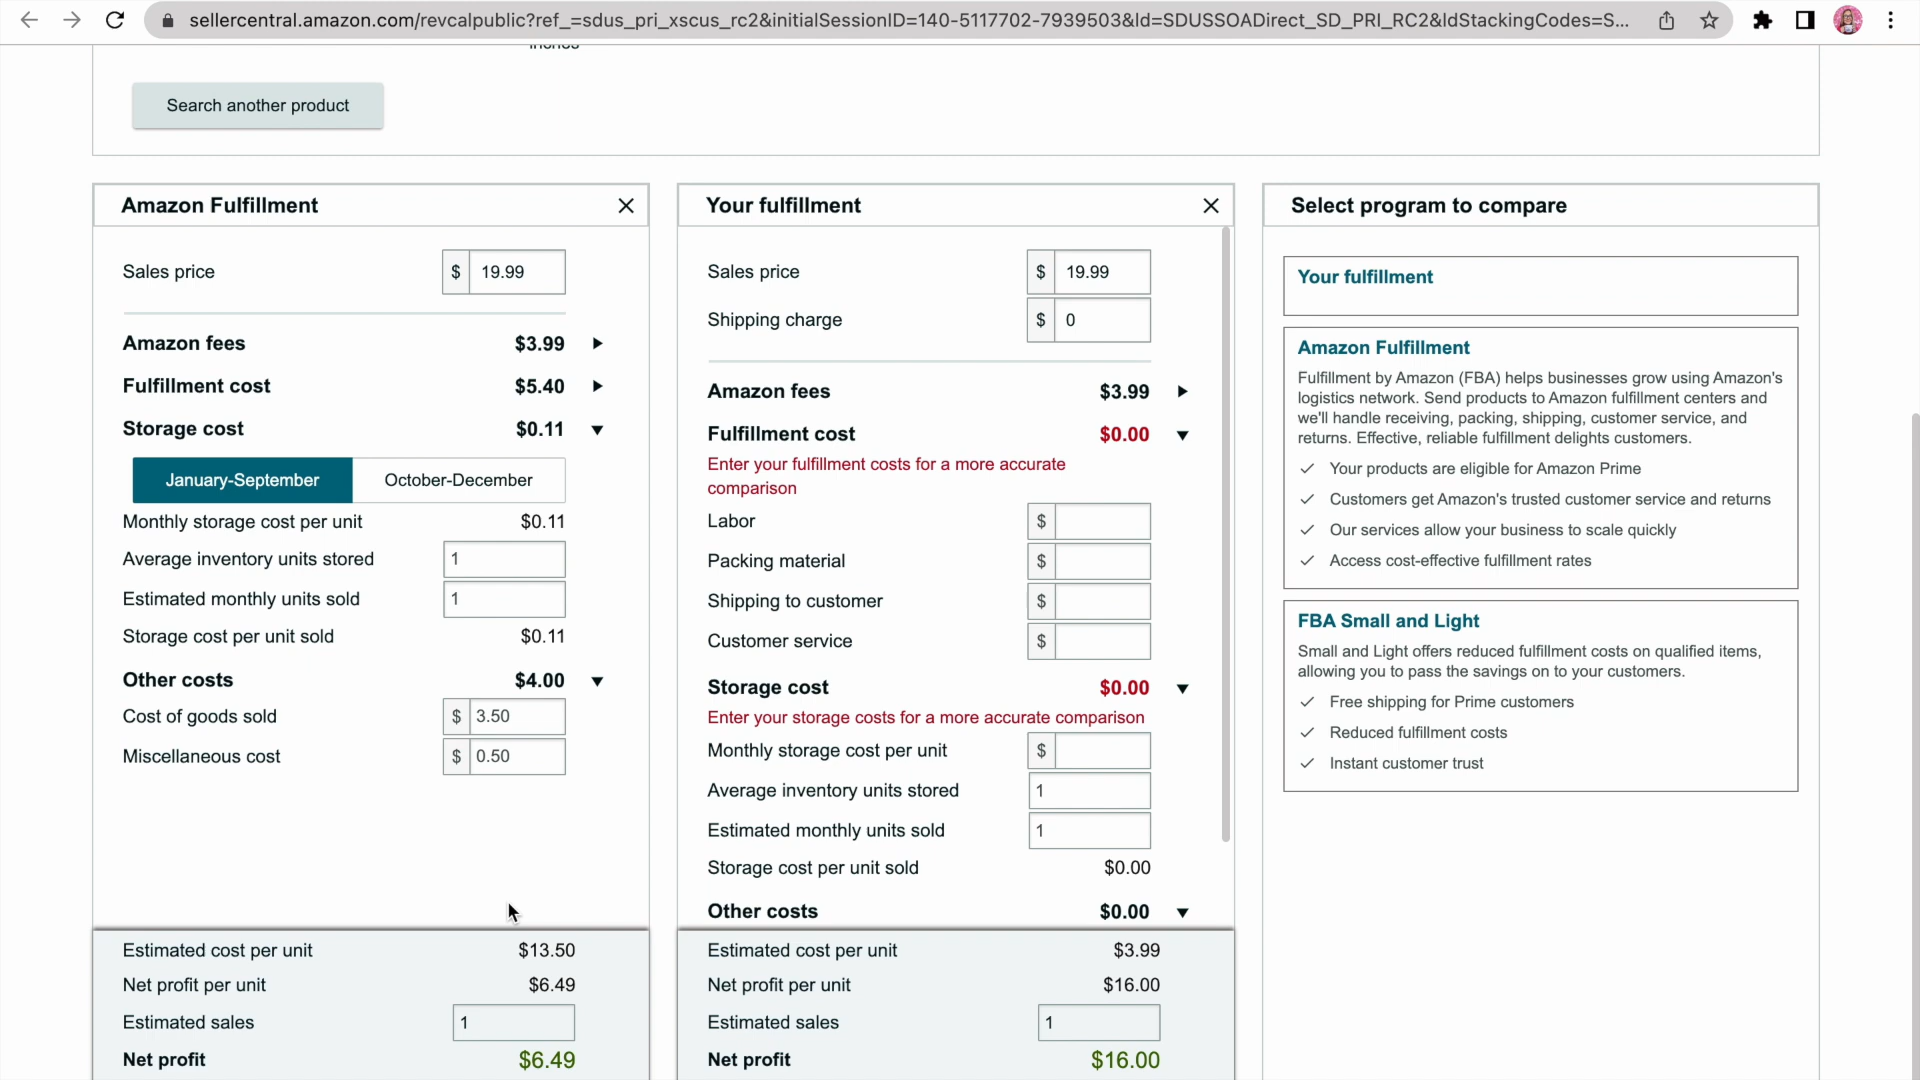 sellercentral.amazon.com/revcalpublic?ref_=sdus_pri_xscus_rc2&initialSessionID=140-5117702-7939503&ld=SDUSSOADirect_SD_PRI_RC2&ldStackingCodes=S...
inches
Search another product
Amazon Fulfillment
Sales price $ 19.99
Amazon fees $3.99
Fulfillment cost $5.40
Storage cost $0.11
January-September October-December
Monthly storage cost per unit $0.11
Average inventory units stored 1
Estimated monthly units sold 1
Storage cost per unit sold $0.11
Other costs $4.00
Cost of goods sold $ 3.50
Miscellaneous cost $ 0.50
Estimated cost per unit $13.50
Net profit per unit $6.49
Estimated sales 1
Net profit $6.49
Your fulfillment
Sales price $ 19.99
Shipping charge $ 0
Amazon fees $3.99
Fulfillment cost $0.00
Enter your fulfillment costs for a more accurate
comparison
Labor $
Packing material $
Shipping to customer $
Customer service $
Storage cost $0.00
Enter your storage costs for a more accurate comparison
Monthly storage cost per unit $
Average inventory units stored 1
Estimated monthly units sold 1
Storage cost per unit sold $0.00
Other costs $0.00
Estimated cost per unit $3.99
Net profit per unit $16.00
Estimated sales 1
Net profit $16.00
Select program to compare
Your fulfillment
Amazon Fulfillment
Fulfillment by Amazon (FBA) helps businesses grow using Amazon's
logistics network. Send products to Amazon fulfillment centers and
we'll handle receiving, packing, shipping, customer service, and
returns. Effective, reliable fulfillment delights customers.
Your products are eligible for Amazon Prime
Customers get Amazon's trusted customer service and returns
Our services allow your business to scale quickly
Access cost-effective fulfillment rates
FBA Small and Light
Small and Light offers reduced fulfillment costs on qualified items,
allowing you to pass the savings on to your customers.
Free shipping for Prime customers
Reduced fulfillment costs
Instant customer trust